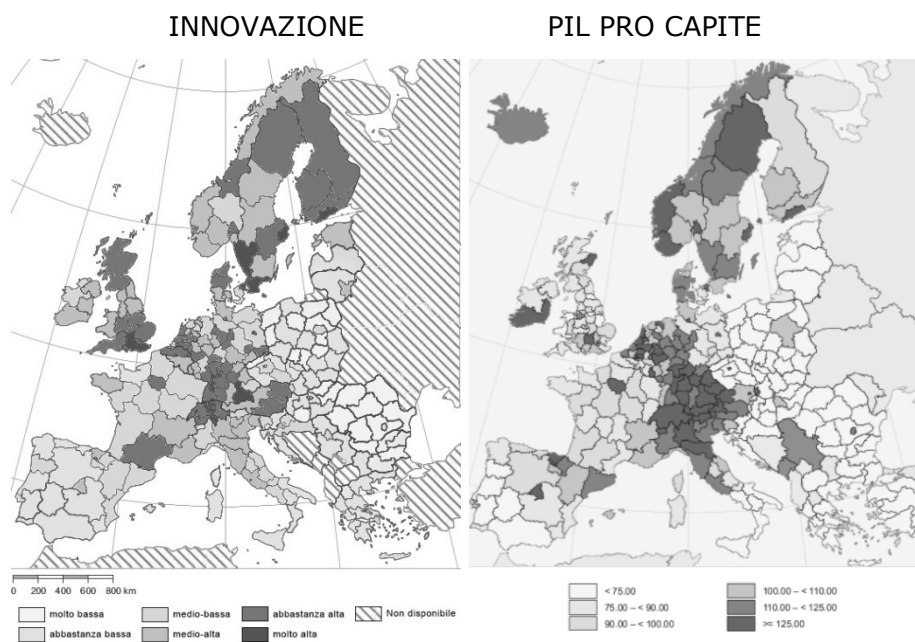 INNOVAZIONE
PIL PRO CAPITE
0 200 400 600 800 km
molto bassa
abbastanza bassa
medio-bassa
medio-alta
abbastanza alta
molto alta
Non disponibile
< 75.00
75.00 – < 90.00
90.00 – < 100.00
100.00 – < 110.00
110.00 – < 125.00
>= 125.00